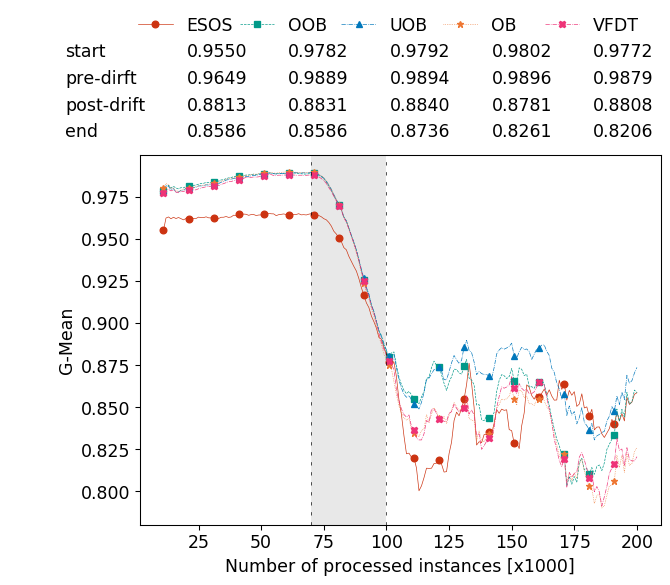 ESOS OOB UOB OB VFDT
start 0.9550 0.9782 0.9792 0.9802 0.9772
pre-dirft 0.9649 0.9889 0.9894 0.9896 0.9879
post-drift 0.8813 0.8831 0.8840 0.8781 0.8808
end 0.8586 0.8586 0.8736 0.8261 0.8206
0.975
0.950
0.925
0.900
0.875
0.850
0.825
0.800
G-Mean
25 50 75 100 125 150 175 200
Number of processed instances [x1000]